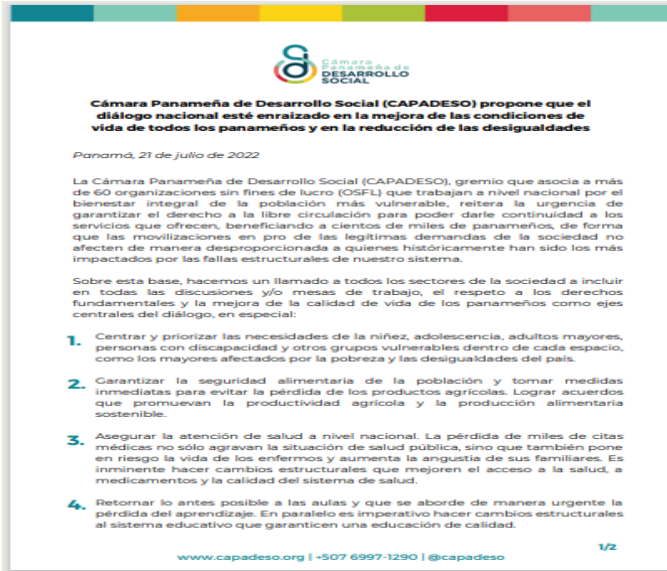 Cámara
Panameña de
DESARROLLO
SOCIAL
Cámara Panameña de Desarrollo Social (CAPADESO) propone que el
diálogo nacional esté enraizado en la mejora de las condiciones de
vida de todos los panameños y en la reducción de las desigualdades
Panamá, 21 de julio de 2022
La Cámara Panameña de Desarrollo Social (CAPADESO), gremio que asocia a más
de 60 organizaciones sin fines de lucro (OSFL) que trabajan a nivel nacional por el
bienestar integral de la población más vulnerable, reitera la urgencia de
garantizar el derecho a la libre circulación para poder darle continuidad a los
servicios que ofrecen, beneficiando a cientos de miles de panameños, de forma
que las movilizaciones en pro de las legítimas demandas de la sociedad no
afecten de manera desproporcionada a quienes históricamente han sido los más
impactados por las fallas estructurales de nuestro sistema.
Sobre esta base, hacemos un llamado a todos los sectores de la sociedad a incluir
en todas las discusiones y/o mesas de trabajo, el respeto a los derechos
fundamentales y la mejora de la calidad de vida de los panameños como ejes
centrales del diálogo, en especial:
1. Centrar y priorizar las necesidades de la niñez, adolescencia, adultos mayores,
personas con discapacidad y otros grupos vulnerables dentro de cada espacio,
como los mayores afectados por la pobreza y las desigualdades del país.
2. Garantizar la seguridad alimentaria de la población y tomar medidas
inmediatas para evitar la pérdida de los productos agrícolas. Lograr acuerdos
que promuevan la productividad agrícola y la producción alimentaria
sostenible.
3. Asegurar la atención de salud a nivel nacional. La pérdida de miles de citas
médicas no sólo agravan la situación de salud pública, sino que también pone
en riesgo la vida de los enfermos y aumenta la angustia de sus familiares. Es
inminente hacer cambios estructurales que mejoren el acceso a la salud, a
medicamentos y la calidad del sistema de salud.
4. Retornar lo antes posible a las aulas y que se aborde de manera urgente la
pérdida del aprendizaje. En paralelo es imperativo hacer cambios estructurales
al sistema educativo que garanticen una educación de calidad.
1/2
www.capadeso.org | +507 6997-1290 | @capadeso